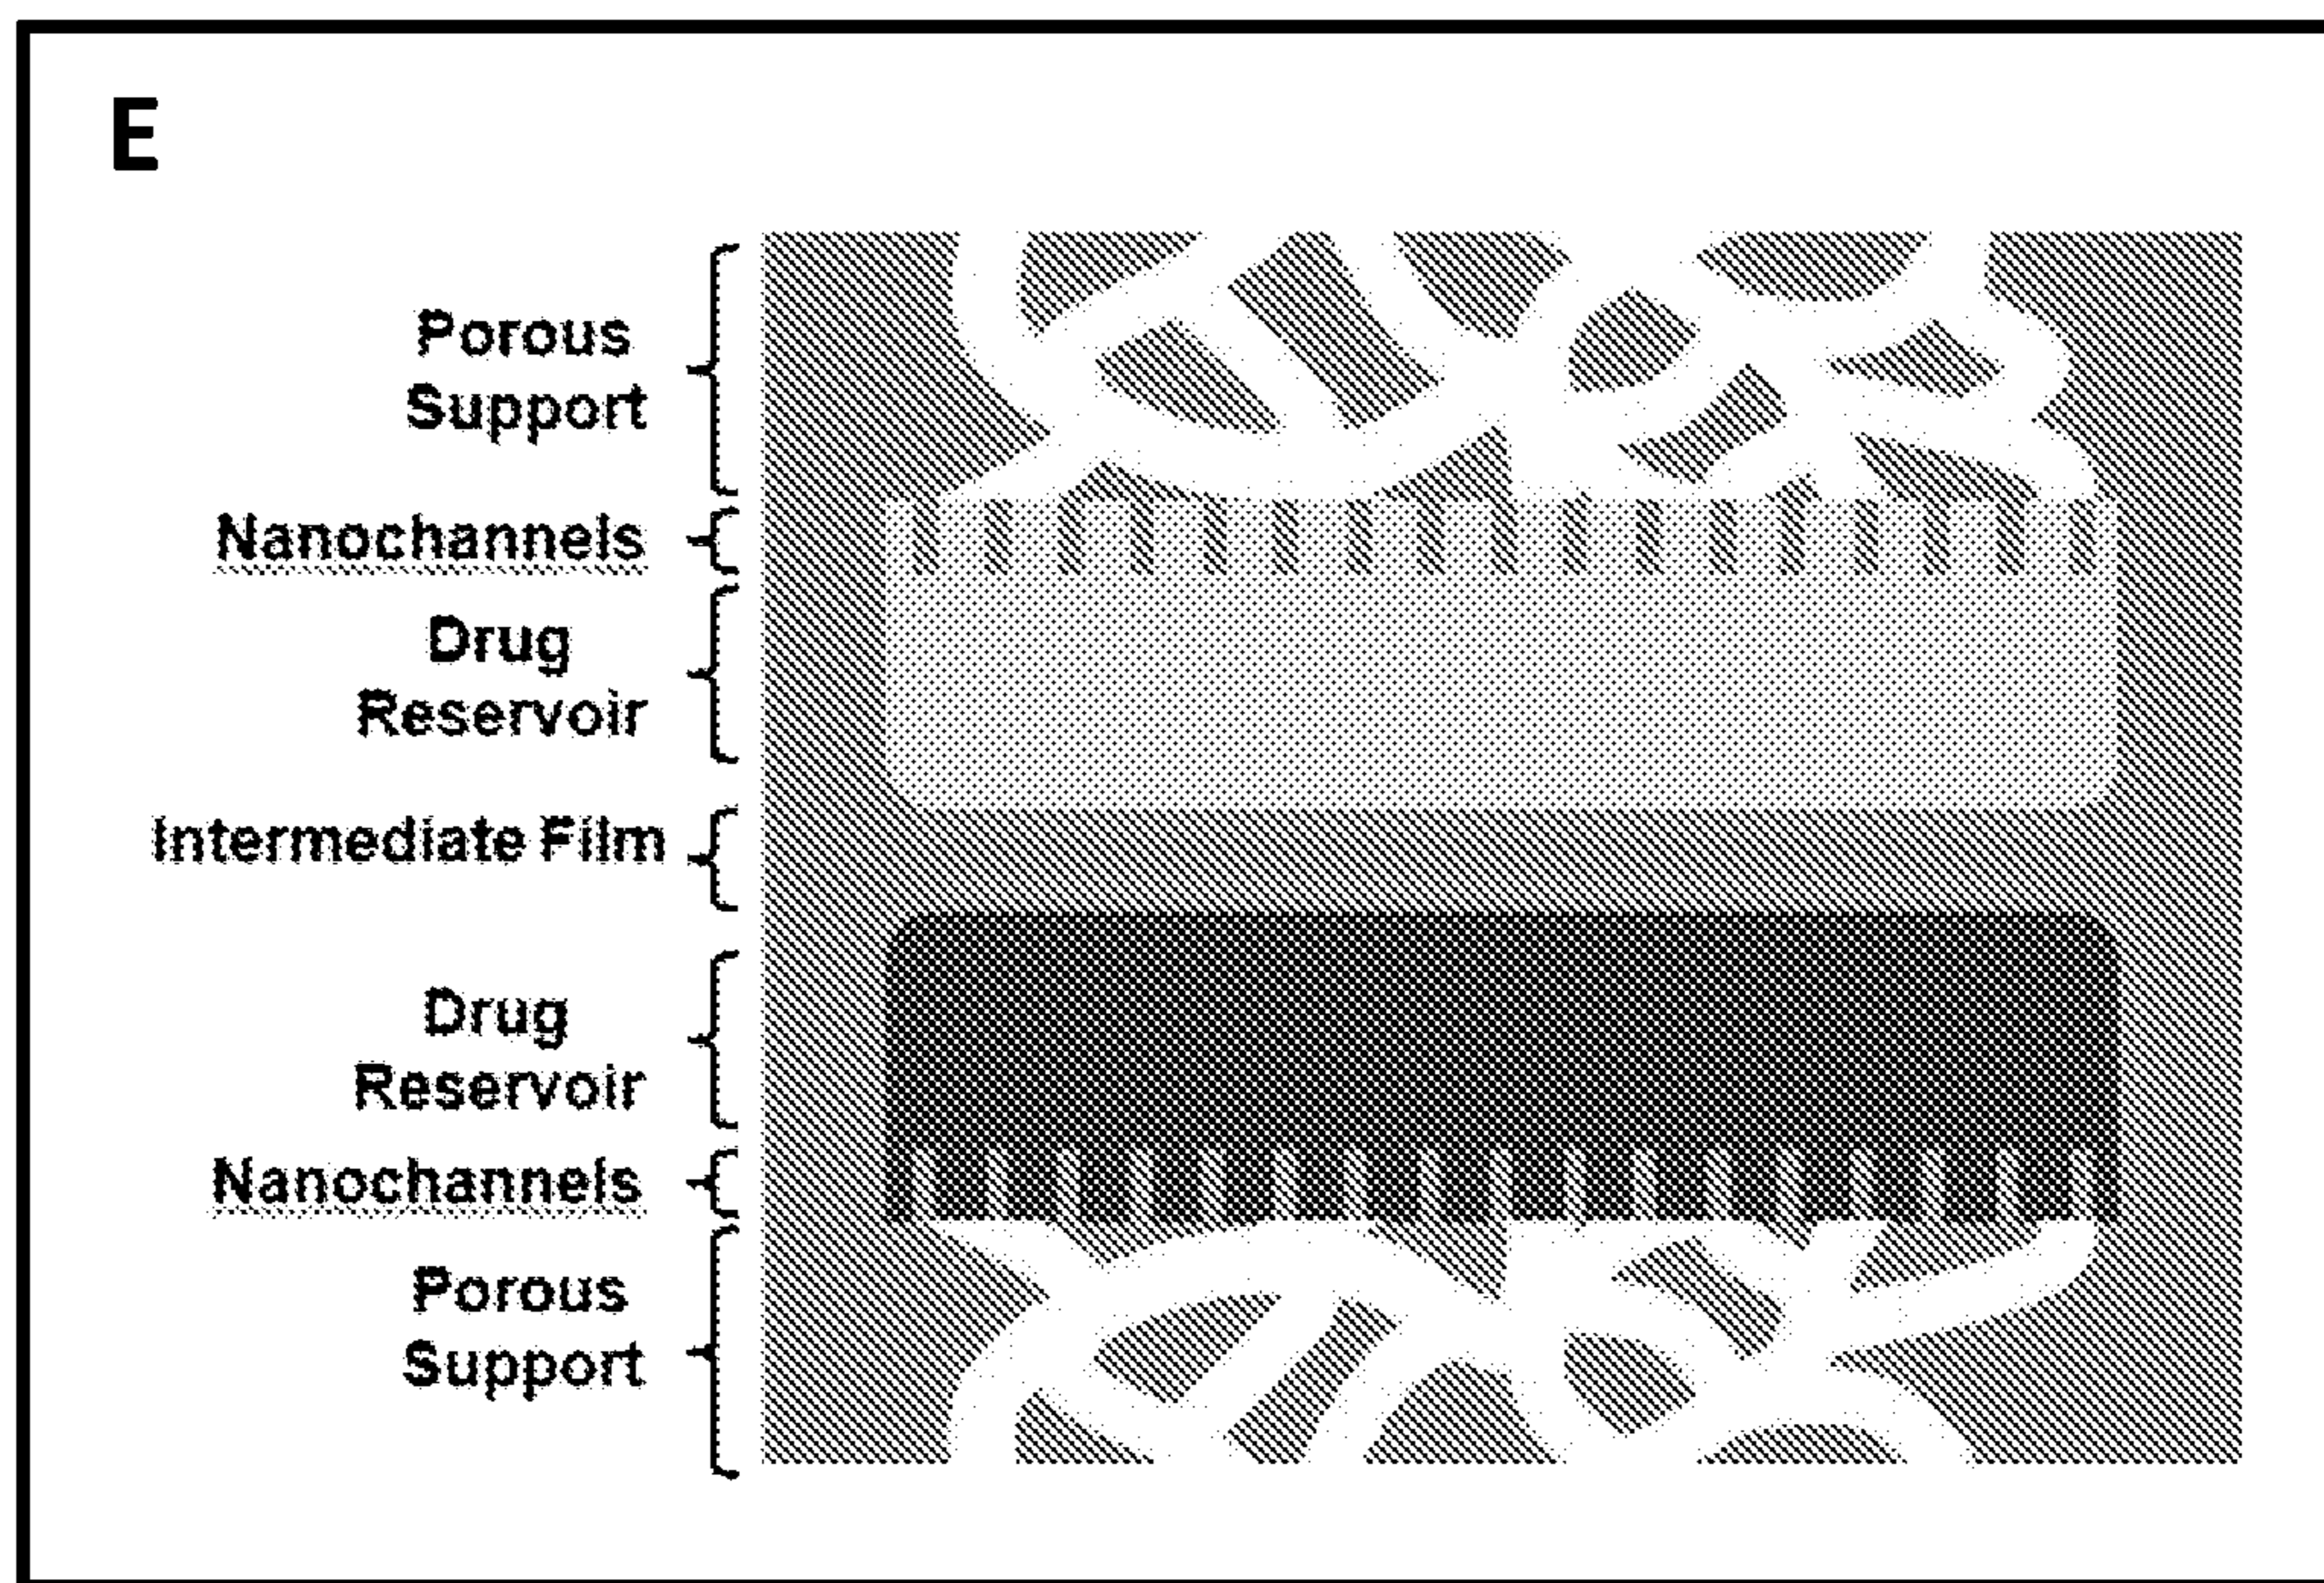 E
Porous
Support
Nanochannels
Drug
Reservoir
Intermediate Film
Drug
Reservoir
Nanochannels
Porous
Support